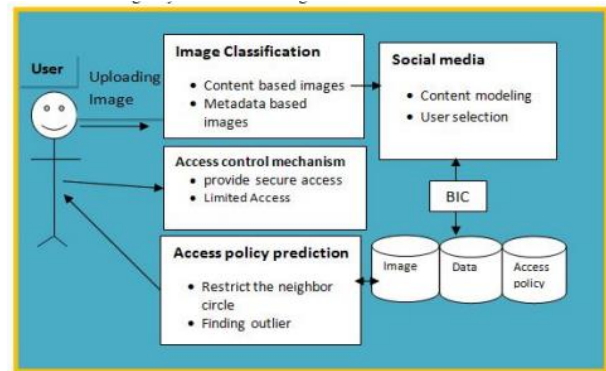 Image Classification
• Content based images
• Metadata based
images
Social media
• Content modeling
• User selection
User
Uploading
Image
Access control mechanism
• provide secure access
• Limited Access
BIC
Access policy prediction
• Restrict the neighbor
circle
• Finding outlier
Image
Data
Access
policy